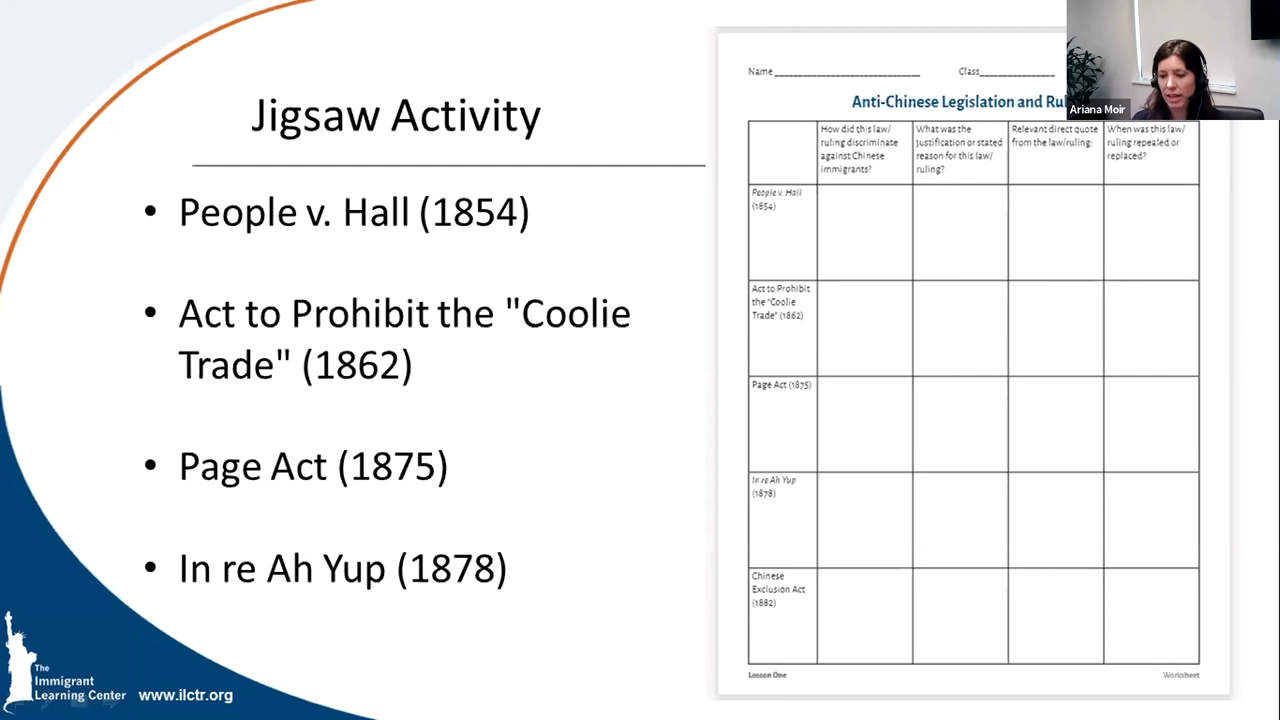 Jigsaw Activity
• People v. Hall (1854)
• Act to Prohibit the "Coolie
Trade" (1862)
• Page Act (1875)
• In re Ah Yup (1878)
The
Immigrant
Learning Center
www.ilctr.org
Name ______________________________ Class_______________
Anti-Chinese Legislation and
How did this law/
ruling discriminate
against Chinese
immigrants?
What was the
justification or stated
reason for this law/
ruling?
Relevant direct quote
from the law/ruling:
When was this law/
ruling repealed or
replaced?
People v. Hall
(1854)
Act to Prohibit
the "Coolie
Trade" (1862)
Page Act (1875)
In re Ah Yup
(1878)
Chinese
Exclusion Act
(1882)
Lesson One
Worksheet
Ariana Moir